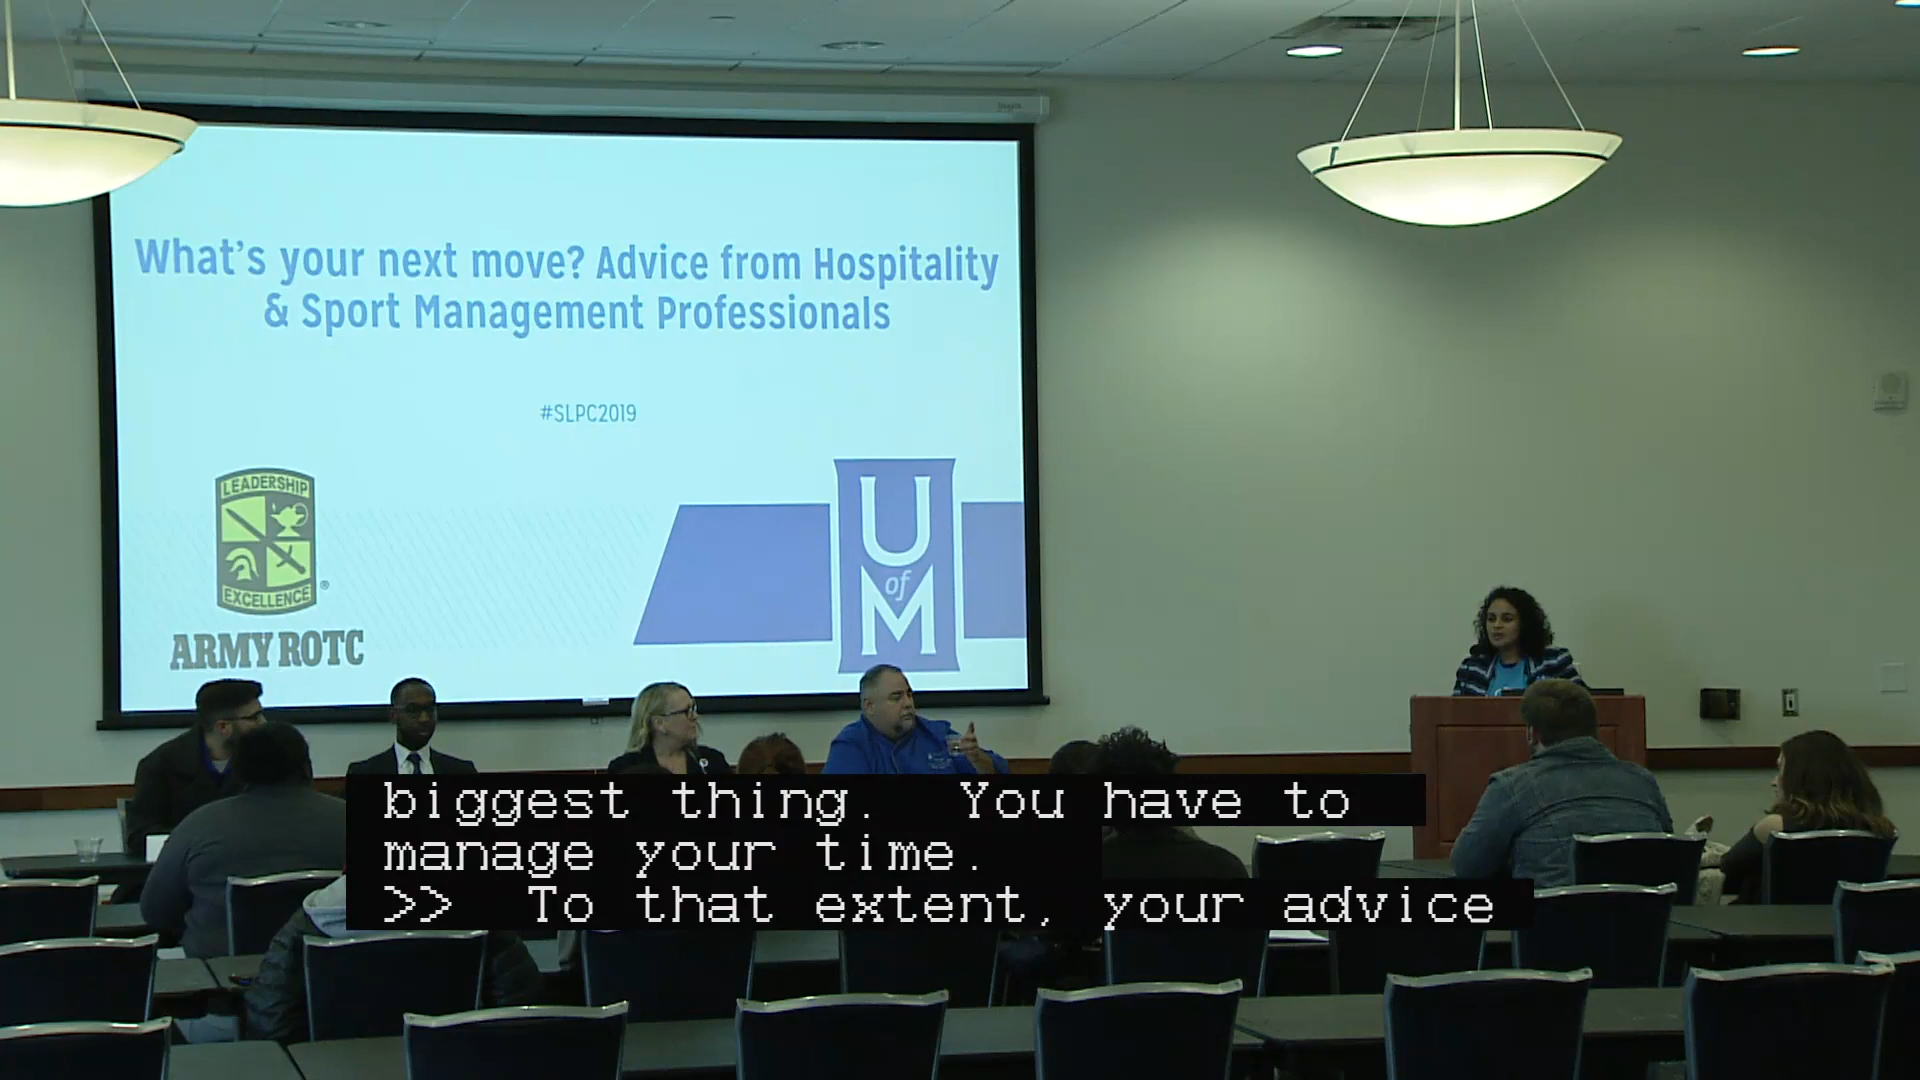 What's your next move? Advice from Hospitality
& Sport Management Professionals
#SLPC2019
LEADERSHIP
EXCELLENCE
®
ARMY ROTC
U
of
M
biggest thing.  You have to
manage your time.
>>  To that extent, your advice